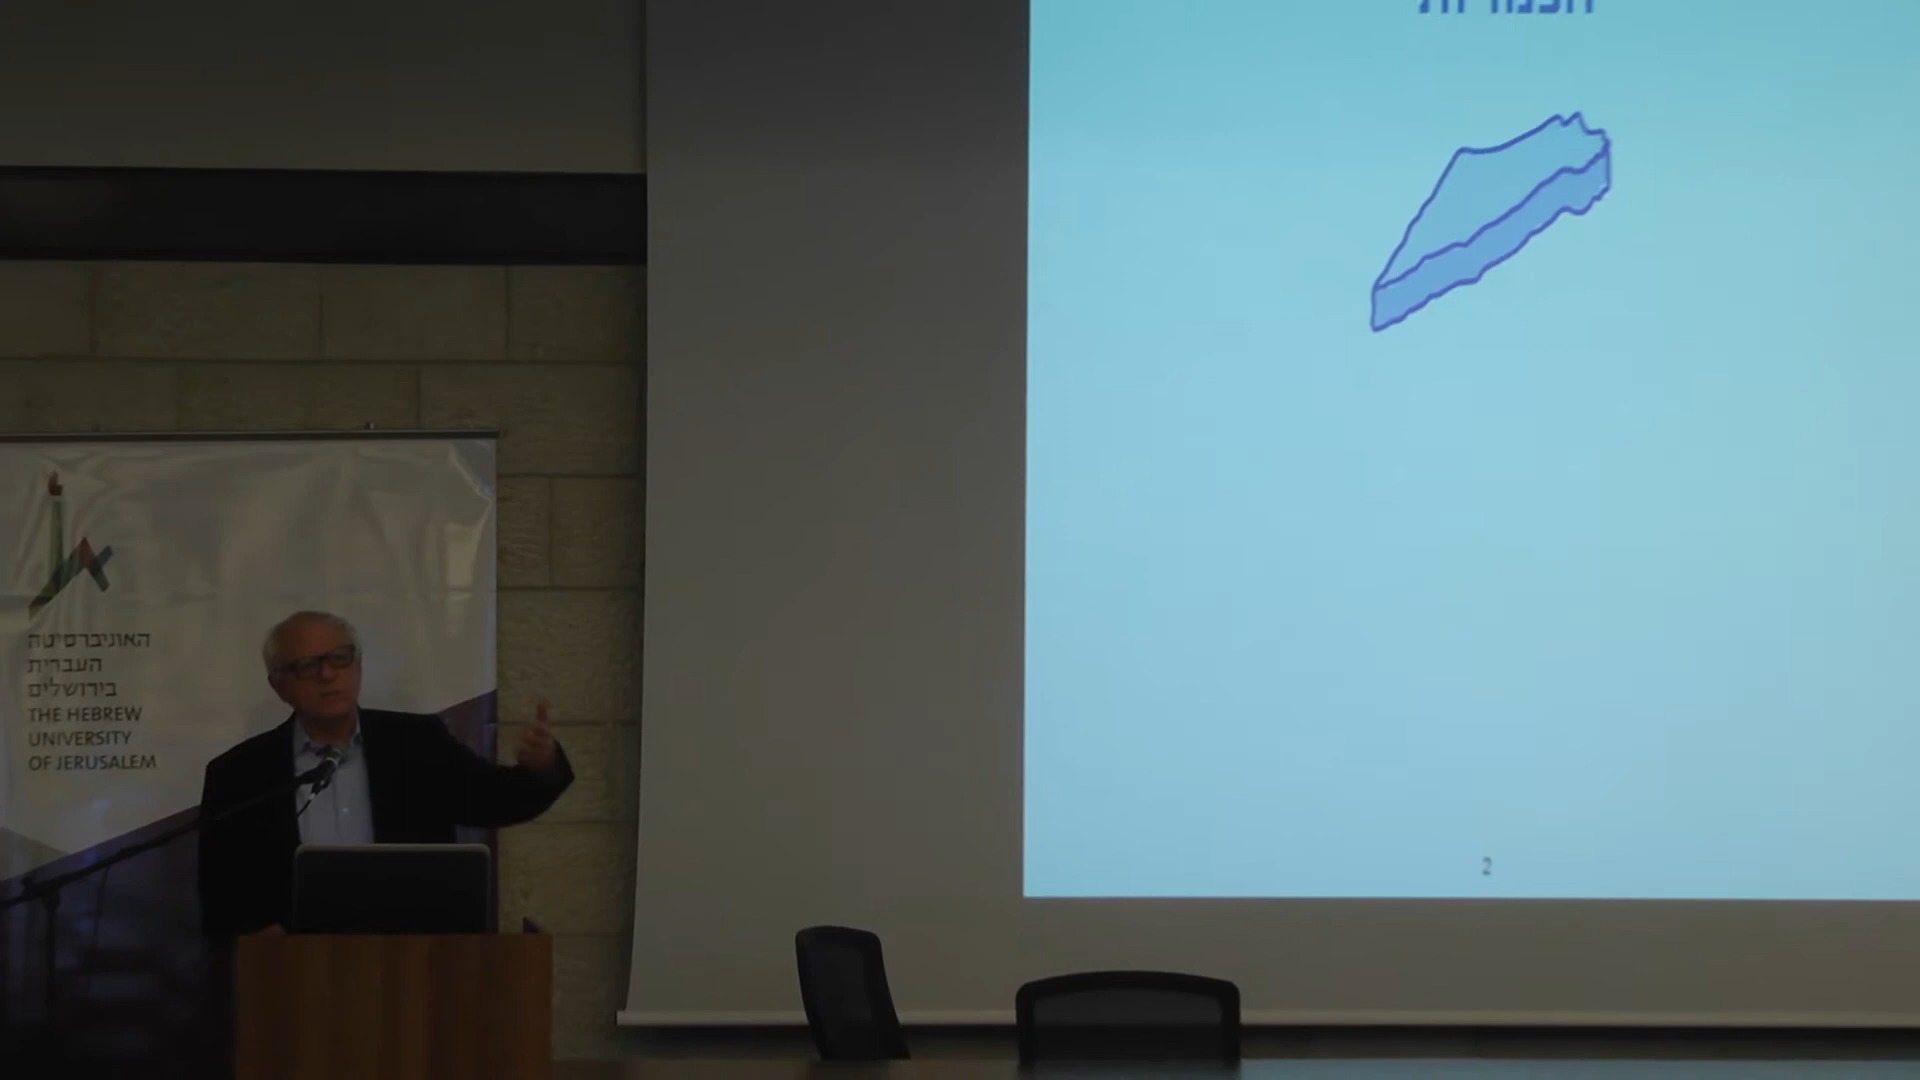 האוניברסיטה
העברית
בירושלים
THE HEBREW
UNIVERSITY
OF JERUSALEM
2